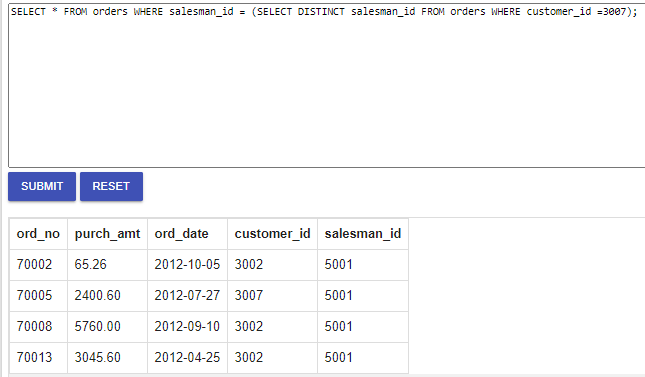 SELECT * FROM orders WHERE salesman_id = (SELECT DISTINCT salesman_id FROM orders WHERE customer_id =3007);
SUBMIT RESET
ord_no purch_amt ord_date customer_id salesman_id
70002 65.26 2012-10-05 3002 5001
70005 2400.60 2012-07-27 3007 5001
70008 5760.00 2012-09-10 3002 5001
70013 3045.60 2012-04-25 3002 5001